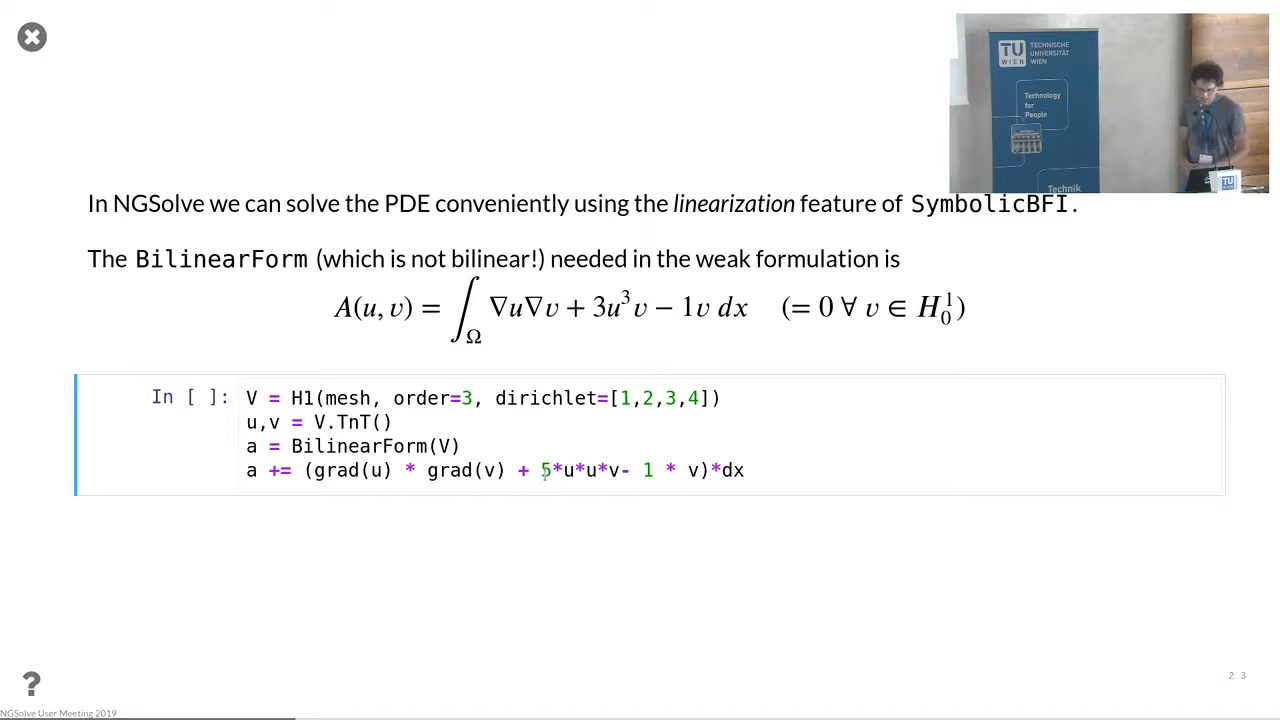 TU
WIEN
TECHNISCHE
UNIVERSITÄT
WIEN
Technology
for
People
Technik
TU
In NGSolve we can solve the PDE conveniently using the linearization feature of SymbolicBFI.
The BilinearForm (which is not bilinear!) needed in the weak formulation is
A(u, v) = ∫_Ω ∇u∇v + 3u³v − 1v dx (= 0 ∀ v ∈ H₀¹)
In [ ]: V = H1(mesh, order=3, dirichlet=[1,2,3,4])
u,v = V.TnT()
a = BilinearForm(V)
a += (grad(u) * grad(v) + 5*u*u*v- 1 * v)*dx
2.3
?
NGSolve User Meeting 2019